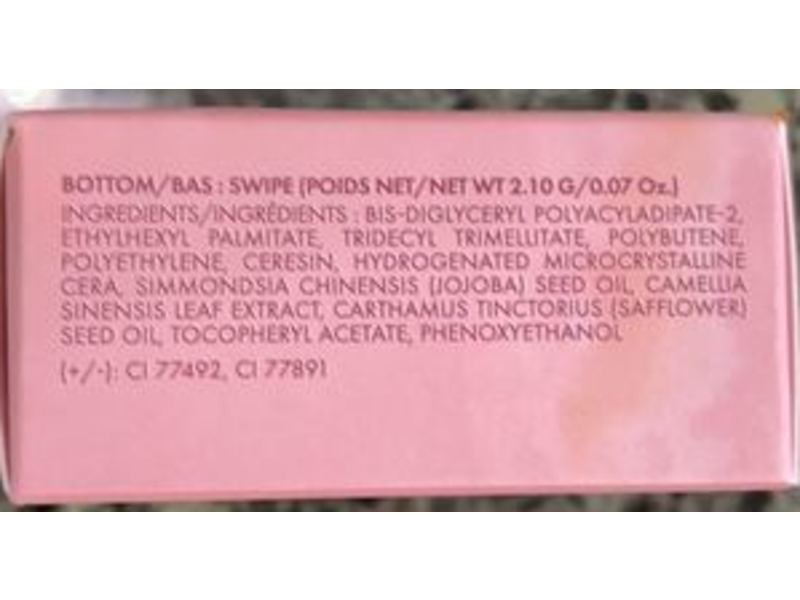 BOTTOM/BAS : SWIPE (POIDS NET/NET WT 2.10 G/0.07 Oz.)
INGREDIENTS/INGRÉDIENTS : BIS-DIGLYCERYL POLYACYLADIPATE-2,
ETHYLHEXYL PALMITATE, TRIDECYL TRIMELLITATE, POLYBUTENE,
POLYETHYLENE, CERESIN, HYDROGENATED MICROCRYSTALLINE
CERA, SIMMONDSIA CHINENSIS (JOJOBA) SEED OIL, CAMELLIA
SINENSIS LEAF EXTRACT, CARTHAMUS TINCTORIUS (SAFFLOWER)
SEED OIL, TOCOPHERYL ACETATE, PHENOXYETHANOL
(+/-): CI 77492, CI 77891